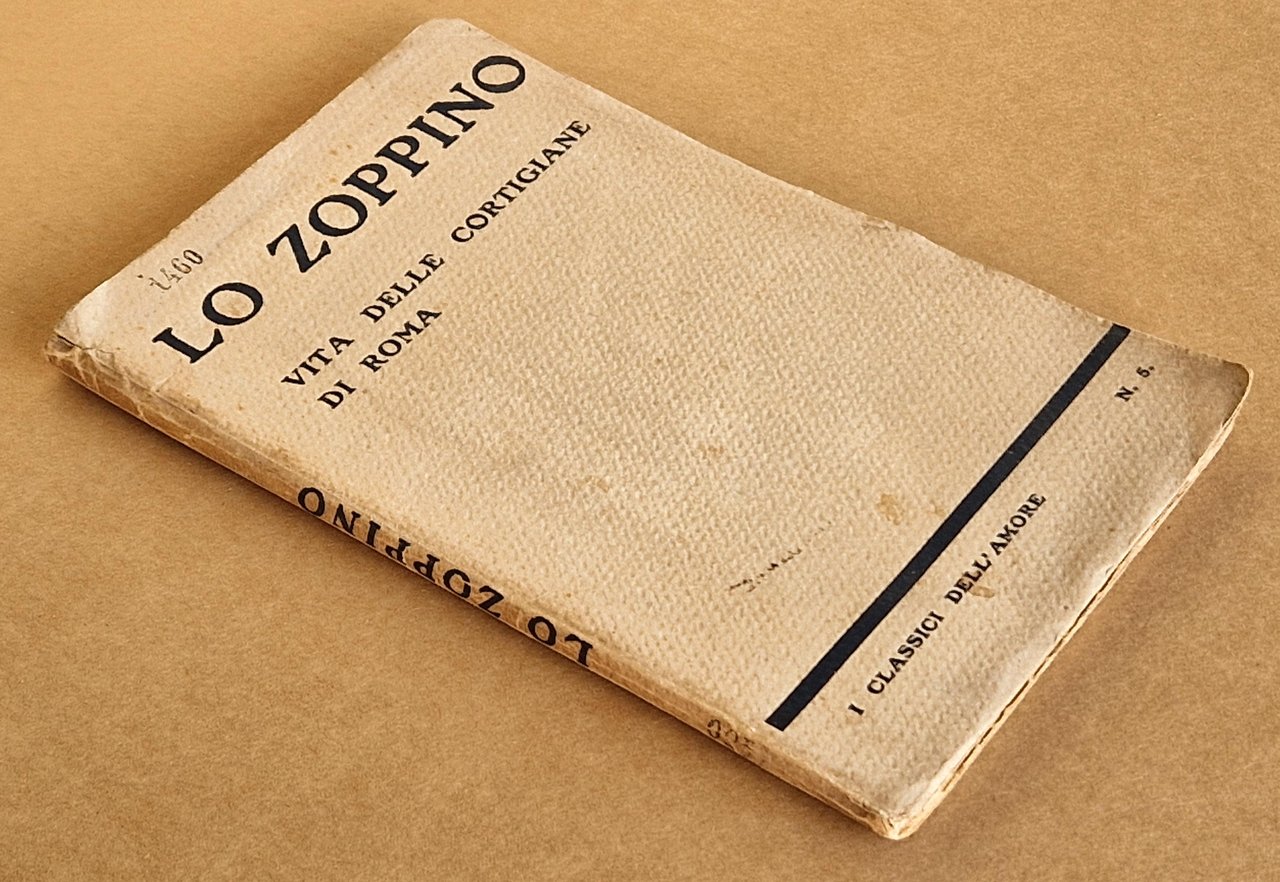 1460
LO ZOPPINO
VITA DELLE CORTIGIANE
DI ROMA
N. 5.
I CLASSICI DELL'AMORE
LO ZOPPINO